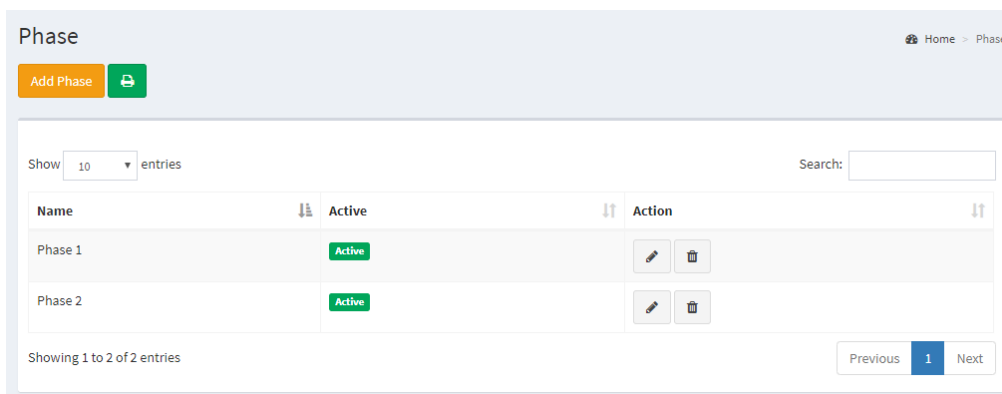 Phase
Home > Phase
Add Phase
Show 10 entries
Search:
Name Active Action
Phase 1 Active
Phase 2 Active
Showing 1 to 2 of 2 entries
Previous 1 Next